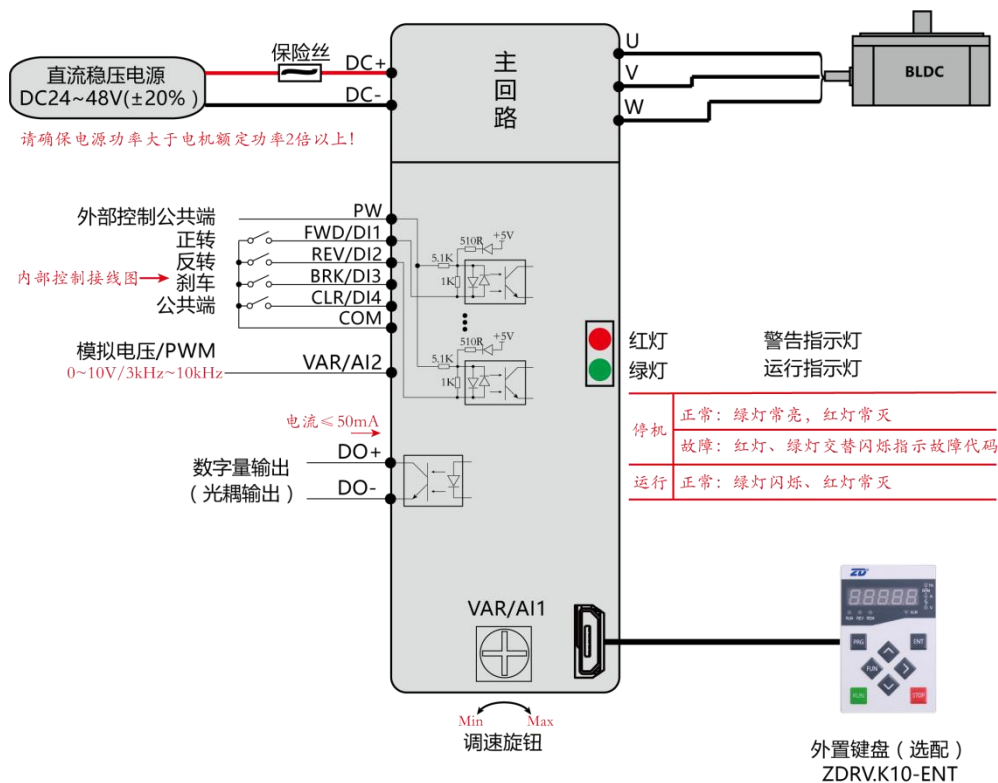 保险丝
直流稳压电源
DC24~48V(±20%)
DC+
DC-
请确保电源功率大于电机额定功率2倍以上!
主回路
U
V
W
BLDC
外部控制公共端
PW
正转
FWD/DI1
反转
REV/DI2
内部控制接线图
刹车
BRK/DI3
公共端
CLR/DI4
COM
510R
+5V
5.1K
1K
510R
+5V
5.1K
1K
模拟电压/PWM
0~10V/3kHz~10kHz
VAR/AI2
红灯
警告指示灯
绿灯
运行指示灯
停机
正常：绿灯常亮，红灯常灭
故障：红灯、绿灯交替闪烁指示故障代码
运行
正常：绿灯闪烁、红灯常灭
电流≤50mA
DO+
数字量输出
（光耦输出）
DO-
VAR/AI1
Min
Max
调速旋钮
ZD
PRG
ENT
FUN
RUN
STOP
外置键盘（选配）
ZDRV.K10-ENT